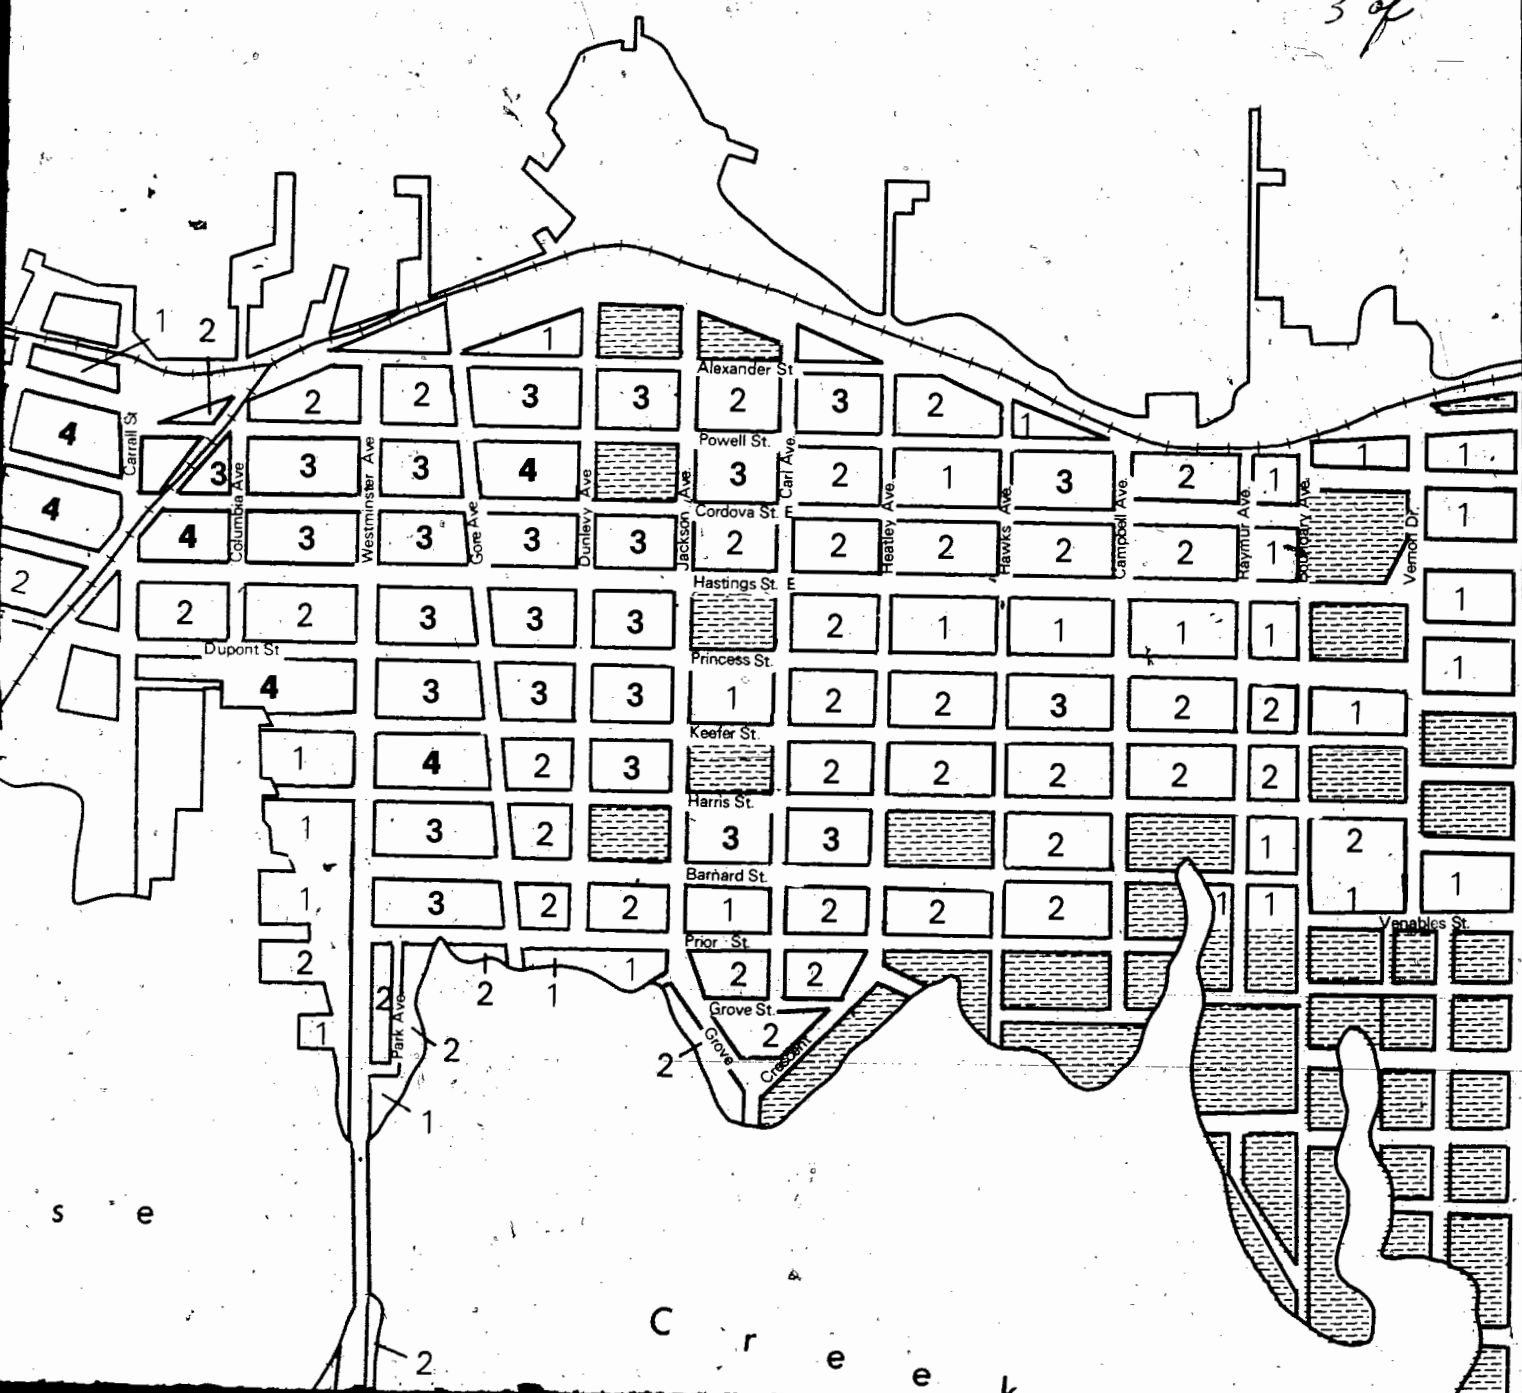 3 of
1 2
1
Alexander St
2 2 3 3 2 3 2 1
4
Carrall St
Powell St.
1 1
3 3 3 4 3 2 1 3 2 1
Columbia Ave
Westminster Ave
Gore Ave.
Dunlevy Ave
Jackson Ave.
Carl Ave.
Heatley Ave.
Hawks Ave.
Campbell Ave.
Raymur Ave.
Boundary Ave.
Vernon Dr.
4
Cordova St. E
1
4 3 3 3 3 2 2 2 2 2 1
Hastings St. E
2
2 2 3 3 3 2 1 1 1 1 1
Dupont St
Princess St.
1
4 3 3 3 1 2 2 3 2 2 1
Keefer St.
1 4 2 3 2 2 2 2 2
Harris St.
1 3 2 3 3 2 1 2
Barnard St.
1 3 2 2 1 2 2 2 1 1 1 1
Venables St.
Prior St.
2 2 1 2 2
2 2 1
Park Ave.
Grove St.
1 2 2
2 Grove Crescent
1
s e
C r e e k
2